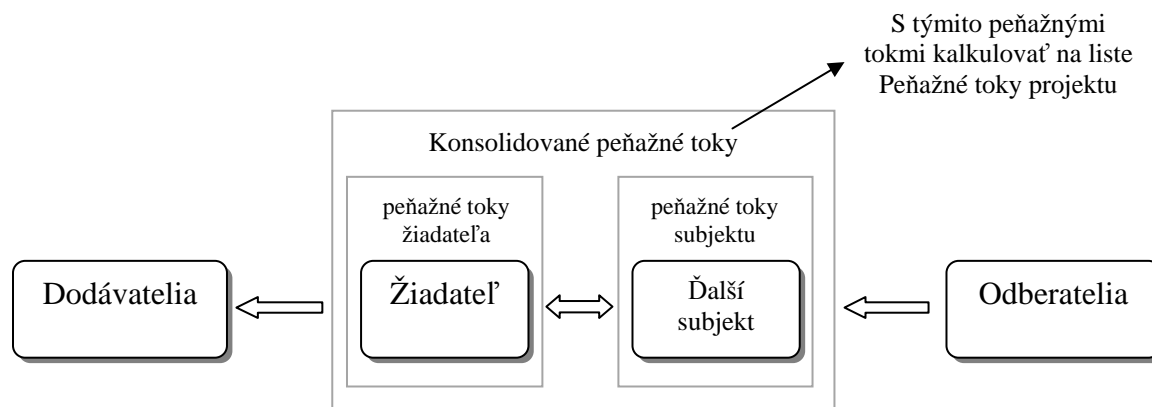 S týmito peňažnými
tokmi kalkulovať na liste
Peňažné toky projektu
Konsolidované peňažné toky
peňažné toky
žiadateľa
peňažné toky
subjektu
Dodávatelia
Žiadateľ
Ďalší
subjekt
Odberatelia